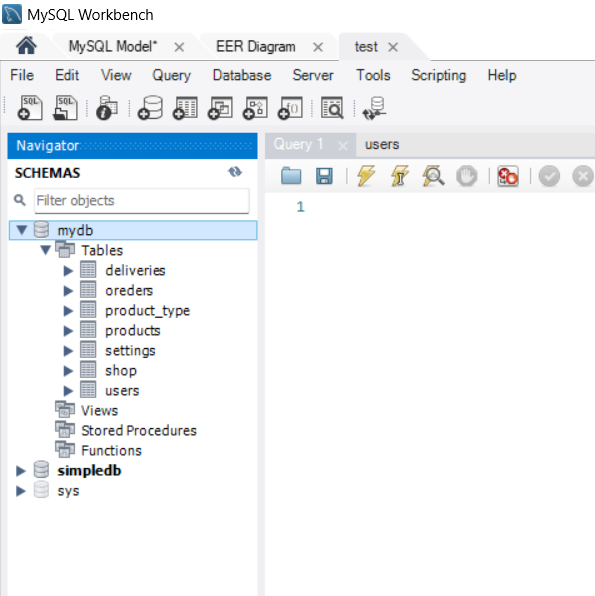 MySQL Workbench
MySQL Model* EER Diagram test
File Edit View Query Database Server Tools Scripting Help
SQL SQL
Navigator Query 1 users
SCHEMAS
Filter objects
1
mydb
Tables
deliveries
oreders
product_type
products
settings
shop
users
Views
Stored Procedures
Functions
simpledb
sys